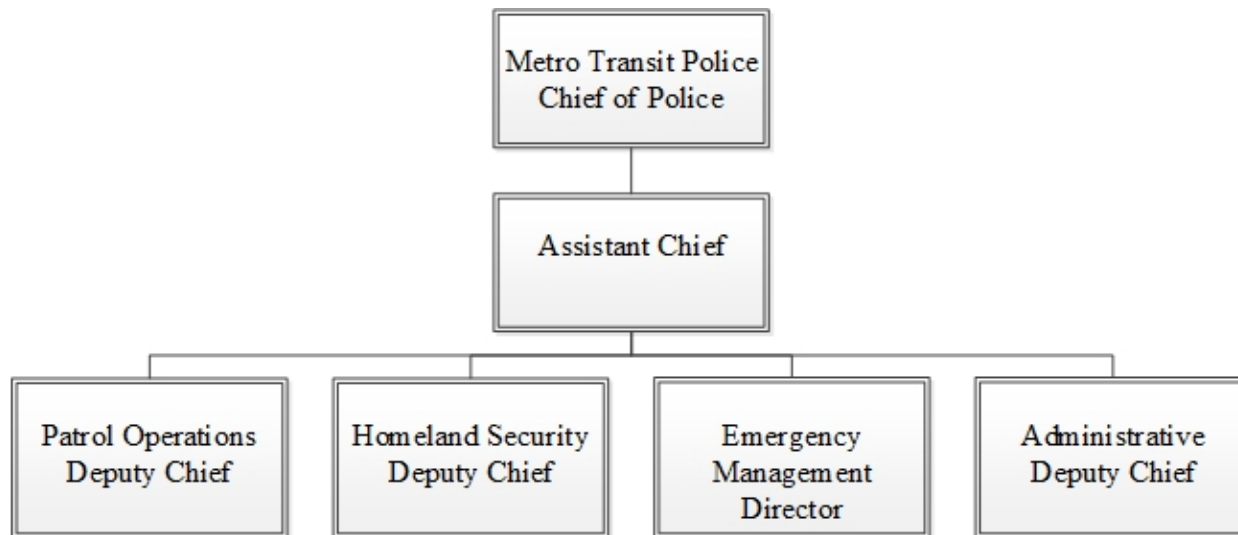 Metro Transit Police
Chief of Police
Assistant Chief
Patrol Operations
Deputy Chief
Homeland Security
Deputy Chief
Emergency
Management
Director
Administrative
Deputy Chief